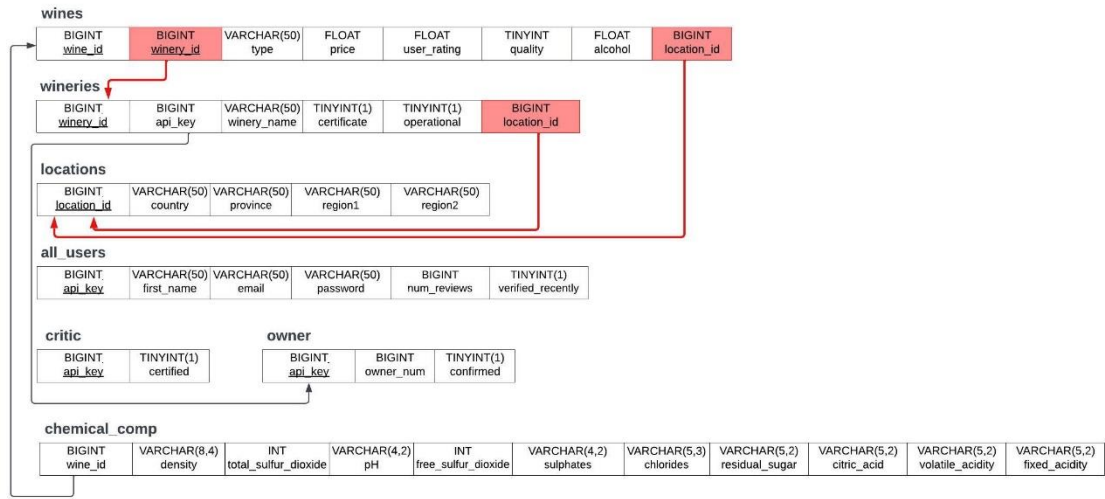 wines
BIGINT BIGINT VARCHAR(50) FLOAT FLOAT TINYINT FLOAT BIGINT
wine_id winery_id type price user_rating quality alcohol location_id
wineries
BIGINT BIGINT VARCHAR(50) TINYINT(1) TINYINT(1) BIGINT
winery_id api_key winery_name certificate operational location_id
locations
BIGINT VARCHAR(50) VARCHAR(50) VARCHAR(50) VARCHAR(50)
location_id country province region1 region2
all_users
BIGINT VARCHAR(50) VARCHAR(50) VARCHAR(50) BIGINT TINYINT(1)
api_key first_name email password num_reviews verified_recently
critic owner
BIGINT TINYINT(1) BIGINT BIGINT TINYINT(1)
api_key certified api_key owner_num confirmed
chemical_comp
BIGINT VARCHAR(8,4) INT VARCHAR(4,2) INT VARCHAR(4,2) VARCHAR(5,3) VARCHAR(5,2) VARCHAR(5,2) VARCHAR(5,2) VARCHAR(5,2)
wine_id density total_sulfur_dioxide pH free_sulfur_dioxide sulphates chlorides residual_sugar citric_acid volatile_acidity fixed_acidity